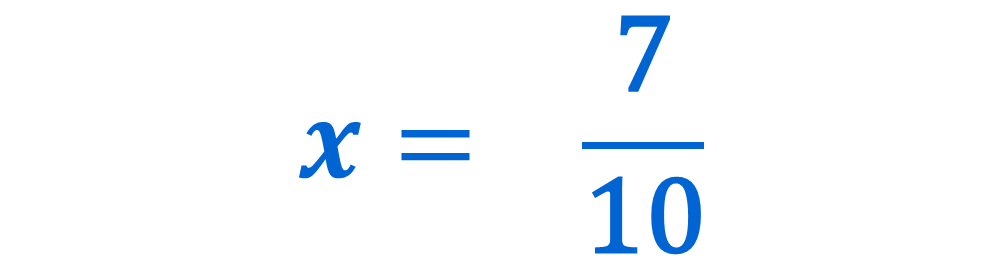 x = 7/10